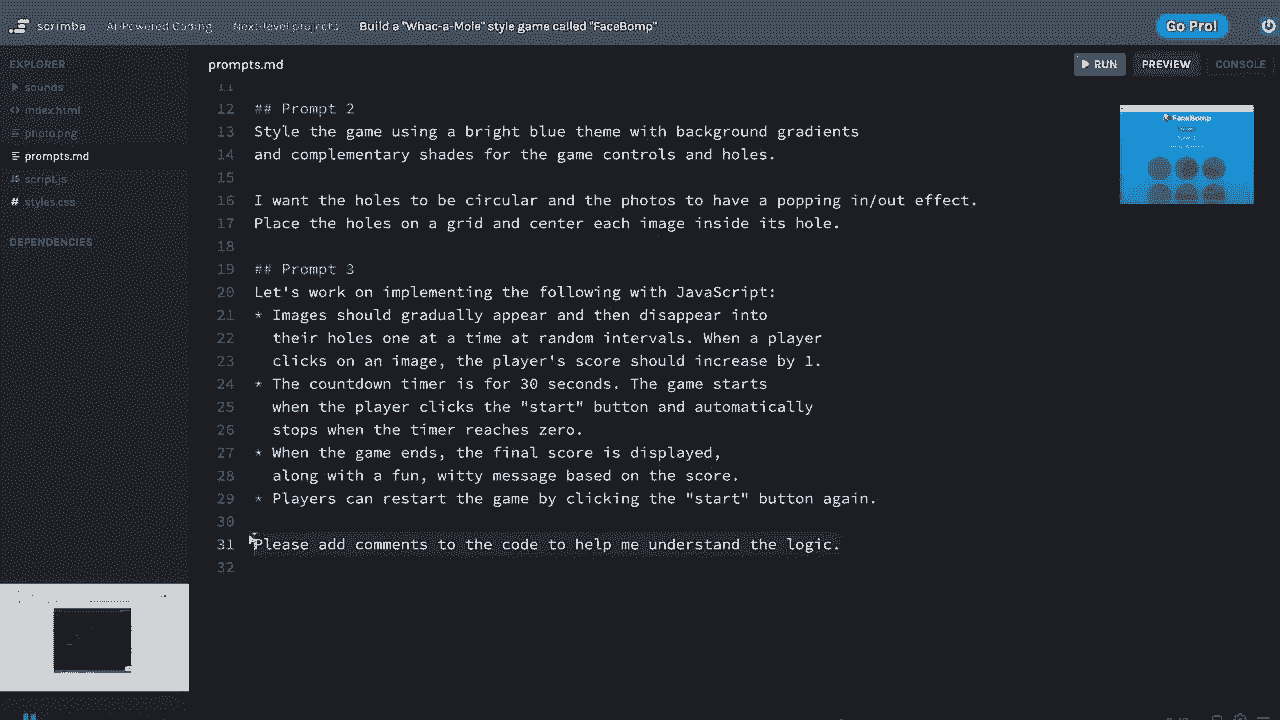 scrimba AI-Powered Coding Next-level projects Build a "Whac-a-Mole" style game called "FaceBomp" Go Pro!
EXPLORER
sounds
index.html
photo.png
prompts.md
script.js
styles.css
DEPENDENCIES
prompts.md RUN PREVIEW CONSOLE
11
12 ## Prompt 2
13 Style the game using a bright blue theme with background gradients
14 and complementary shades for the game controls and holes.
15
16 I want the holes to be circular and the photos to have a popping in/out effect.
17 Place the holes on a grid and center each image inside its hole.
18
19 ## Prompt 3
20 Let's work on implementing the following with JavaScript:
21 * Images should gradually appear and then disappear into
22 their holes one at a time at random intervals. When a player
23 clicks on an image, the player's score should increase by 1.
24 * The countdown timer is for 30 seconds. The game starts
25 when the player clicks the "start" button and automatically
26 stops when the timer reaches zero.
27 * When the game ends, the final score is displayed,
28 along with a fun, witty message based on the score.
29 * Players can restart the game by clicking the "start" button again.
30
31 Please add comments to the code to help me understand the logic.
32
FaceBomp